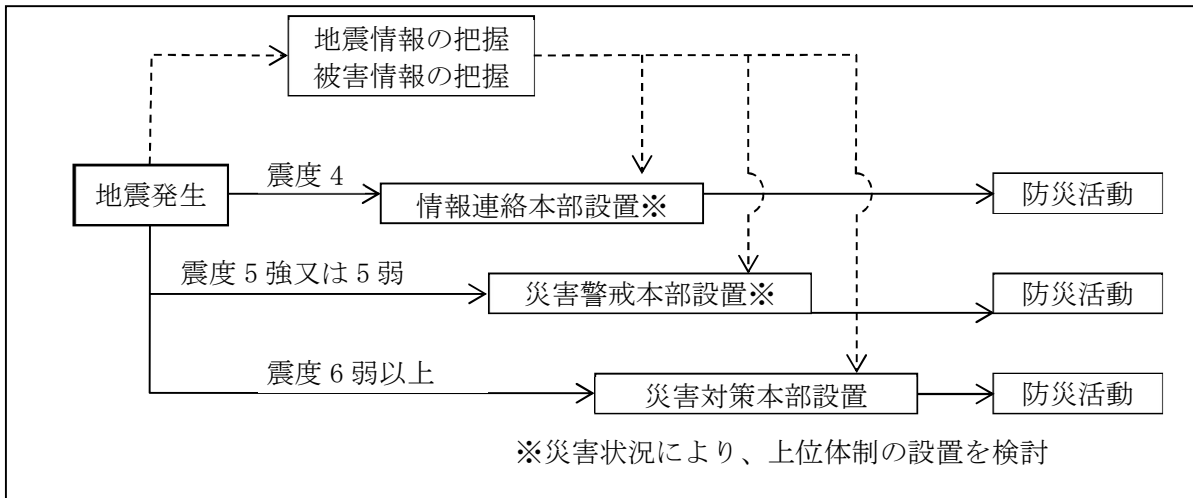 地震情報の把握
被害情報の把握
地震発生
震度 4
情報連絡本部設置※
防災活動
震度 5 強又は 5 弱
災害警戒本部設置※
防災活動
震度 6 弱以上
災害対策本部設置
防災活動
※災害状況により、上位体制の設置を検討